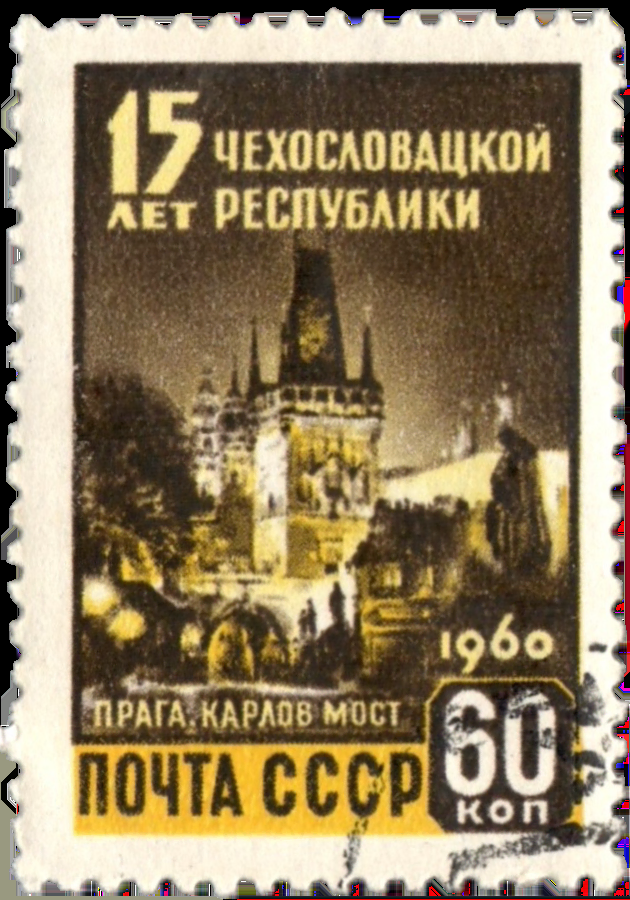 15 ЛЕТ ЧЕХОСЛОВАЦКОЙ
РЕСПУБЛИКИ
1960
ПРАГА. КАРЛОВ МОСТ
ПОЧТА СССР
60
КОП